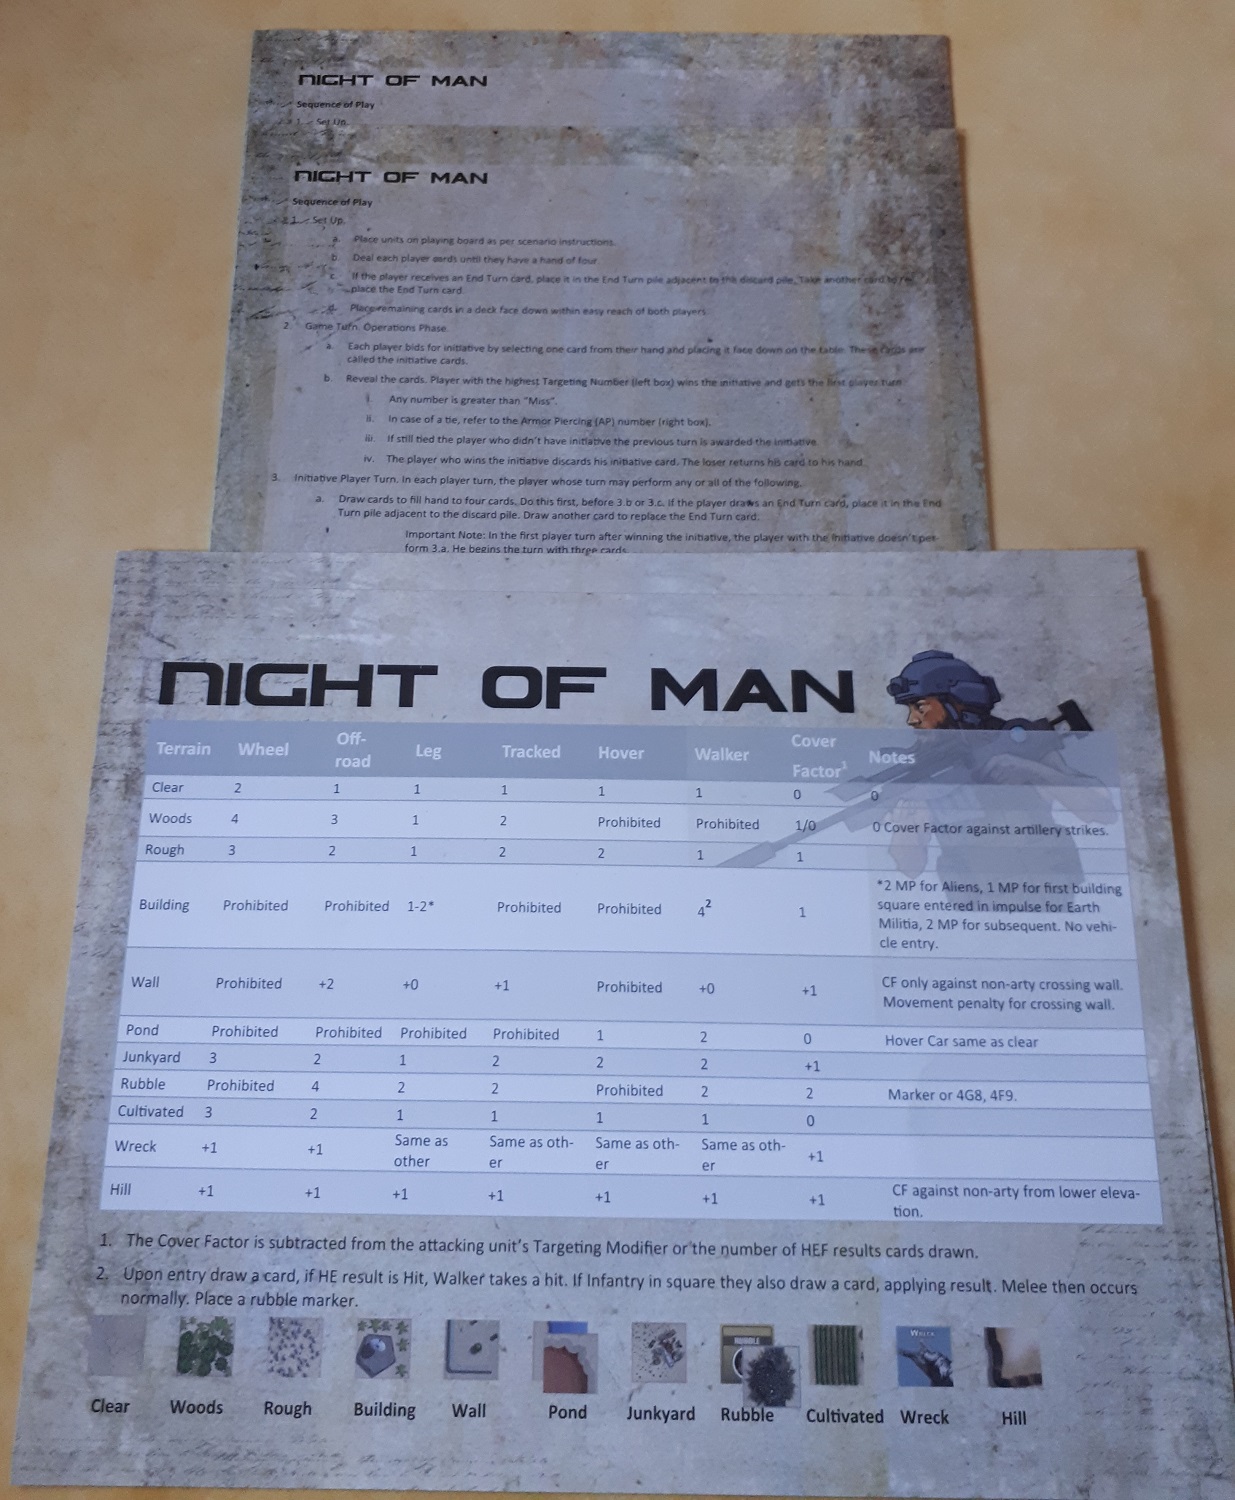 NIGHT OF MAN
Sequence of Play
1. Set Up.
NIGHT OF MAN
Sequence of Play
1. Set Up.
a. Place units on playing board as per scenario instructions.
b. Deal each player cards until they have a hand of four.
c. If the player receives an End Turn card, place it in the End Turn pile adjacent to the discard pile. Take another card to re-
place the End Turn card.
d. Place remaining cards in a deck face down within easy reach of both players.
2. Game Turn. Operations Phase.
a. Each player bids for initiative by selecting one card from their hand and placing it face down on the table. These cards are
called the initiative cards.
b. Reveal the cards. Player with the highest Targeting Number (left box) wins the initiative and gets the first player turn.
i. Any number is greater than "Miss".
ii. In case of a tie, refer to the Armor Piercing (AP) number (right box).
iii. If still tied the player who didn't have initiative the previous turn is awarded the initiative.
iv. The player who wins the initiative discards his initiative card. The loser returns his card to his hand.
3. Initiative Player Turn. In each player turn, the player whose turn may perform any or all of the following.
a. Draw cards to fill hand to four cards. Do this first, before 3.b or 3.c. If the player draws an End Turn card, place it in the End
Turn pile adjacent to the discard pile. Draw another card to replace the End Turn card.
Important Note: In the first player turn after winning the initiative, the player with the initiative doesn't per-
form 3.a. He begins the turn with three cards.
NIGHT OF MAN
Terrain Wheel Off-road Leg Tracked Hover Walker Cover Factor1 Notes
Clear 2 1 1 1 1 1 0 0
Woods 4 3 1 2 Prohibited Prohibited 1/0 0 Cover Factor against artillery strikes.
Rough 3 2 1 2 2 1 1
Building Prohibited Prohibited 1-2* Prohibited Prohibited 4² 1 *2 MP for Aliens, 1 MP for first building
square entered in impulse for Earth
Militia, 2 MP for subsequent. No vehi-
cle entry.
Wall Prohibited +2 +0 +1 Prohibited +0 +1 CF only against non-arty crossing wall.
Movement penalty for crossing wall.
Pond Prohibited Prohibited Prohibited Prohibited 1 2 0 Hover Car same as clear
Junkyard 3 2 1 2 2 2 +1
Rubble Prohibited 4 2 2 Prohibited 2 2 Marker or 4G8, 4F9.
Cultivated 3 2 1 1 1 1 0
Wreck +1 +1 Same as other Same as oth-er Same as oth-er Same as oth-er +1
Hill +1 +1 +1 +1 +1 +1 +1 CF against non-arty from lower eleva-
tion.
1. The Cover Factor is subtracted from the attacking unit's Targeting Modifier or the number of HEF results cards drawn.
2. Upon entry draw a card, if HE result is Hit, Walker takes a hit. If Infantry in square they also draw a card, applying result. Melee then occurs
normally. Place a rubble marker.
RUBBLE
WRECK
Clear Woods Rough Building Wall Pond Junkyard Rubble Cultivated Wreck Hill